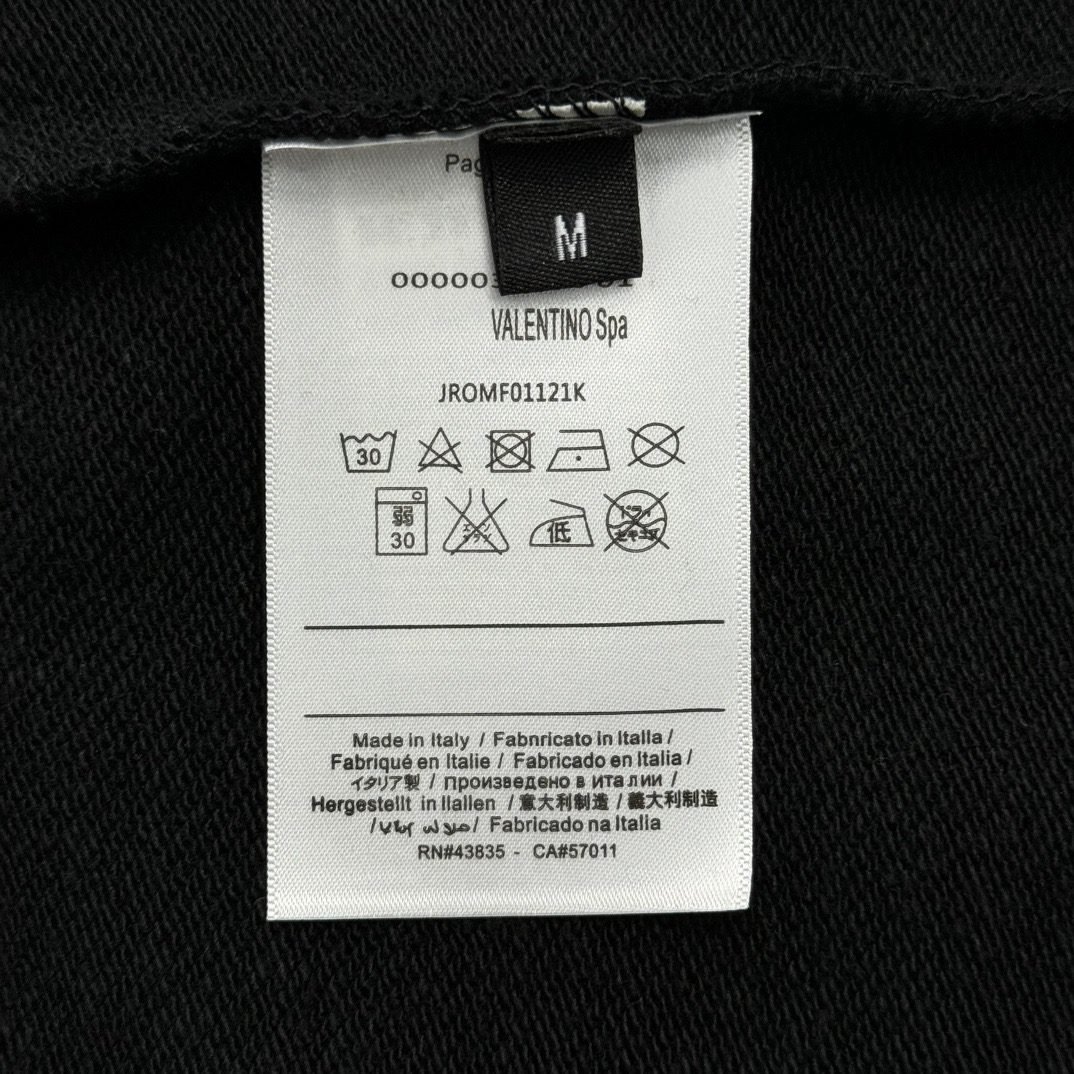 M
VALENTINO Spa
JROMF01121K
30
弱
30
低
Made in Italy / Fabnricato in Italla /
Fabriqué en Italie / Fabricado en Italia /
イタリア製 / произведено в италии /
Hergestellt in Ilalien / 意大利制造 / 義大利制造
/ Fabricado na Italia
RN#43835 - CA#57011